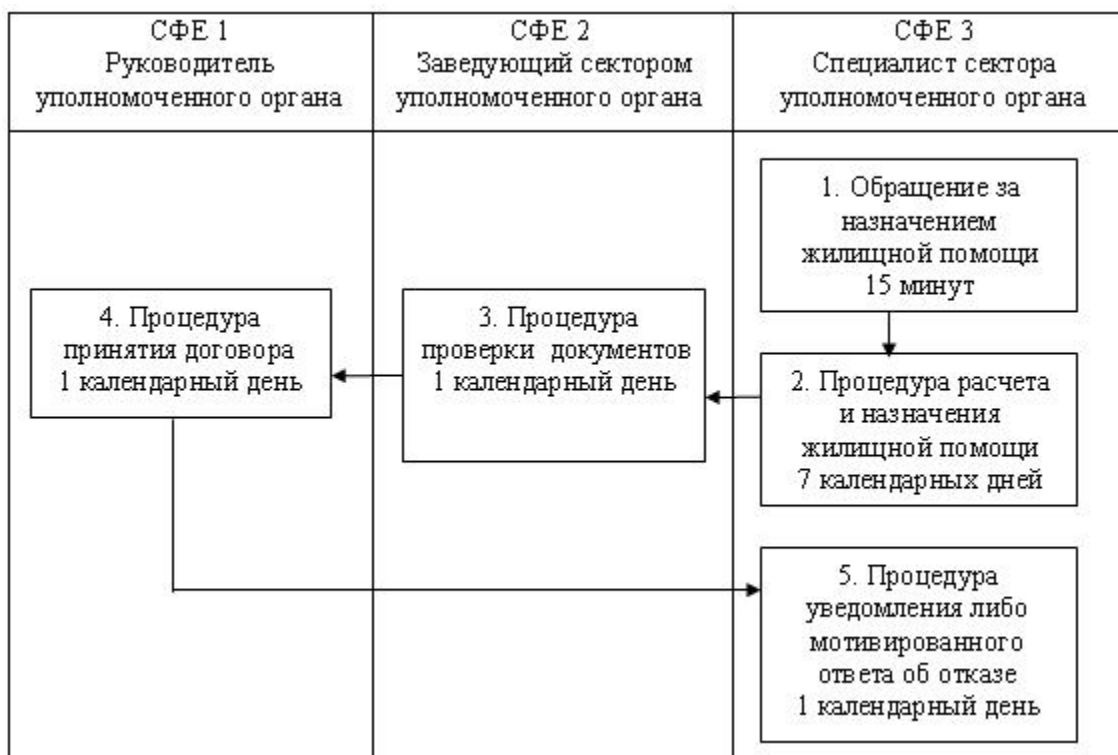 СФЕ 1
Руководитель
уполномоченного органа
СФЕ 2
Заведующий сектором
уполномоченного органа
СФЕ 3
Специалист сектора
уполномоченного органа
1. Обращение за
назначением
жилищной помощи
15 минут
2. Процедура расчета
и назначения
жилищной помощи
7 календарных дней
3. Процедура
проверки документов
1 календарный день
4. Процедура
принятия договора
1 календарный день
5. Процедура
уведомления либо
мотивированного
ответа об отказе
1 календарный день